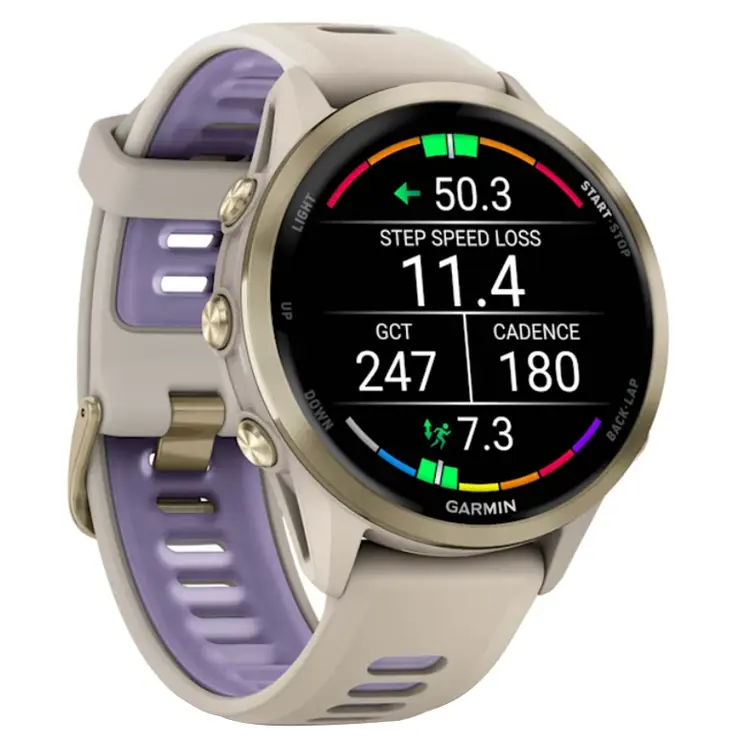 LIGHT
START·STOP
50.3
STEP SPEED LOSS
11.4
UP
GCT
CADENCE
247
180
DOWN
BACK·LAP
7.3
GARMIN